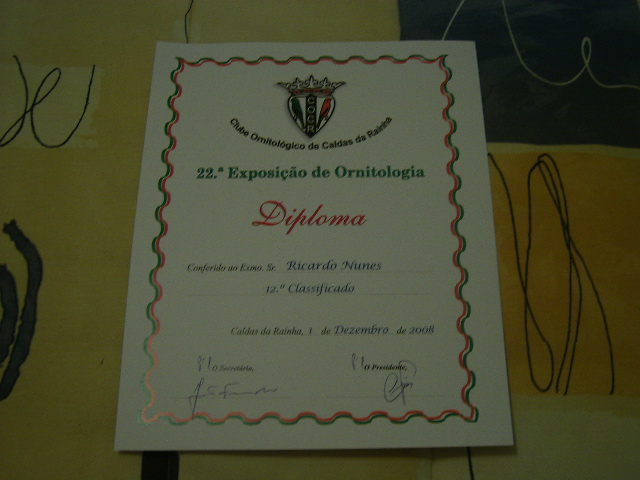 COCR
Clube Ornitológico de Caldas da Rainha
22.ª Exposição de Ornitologia
Diploma
Conferido ao Exmo. Sr. Ricardo Nunes
12.º Classificado
Caldas da Rainha, 1 de Dezembro de 2008
P/ O Secretário, P/ O Presidente,